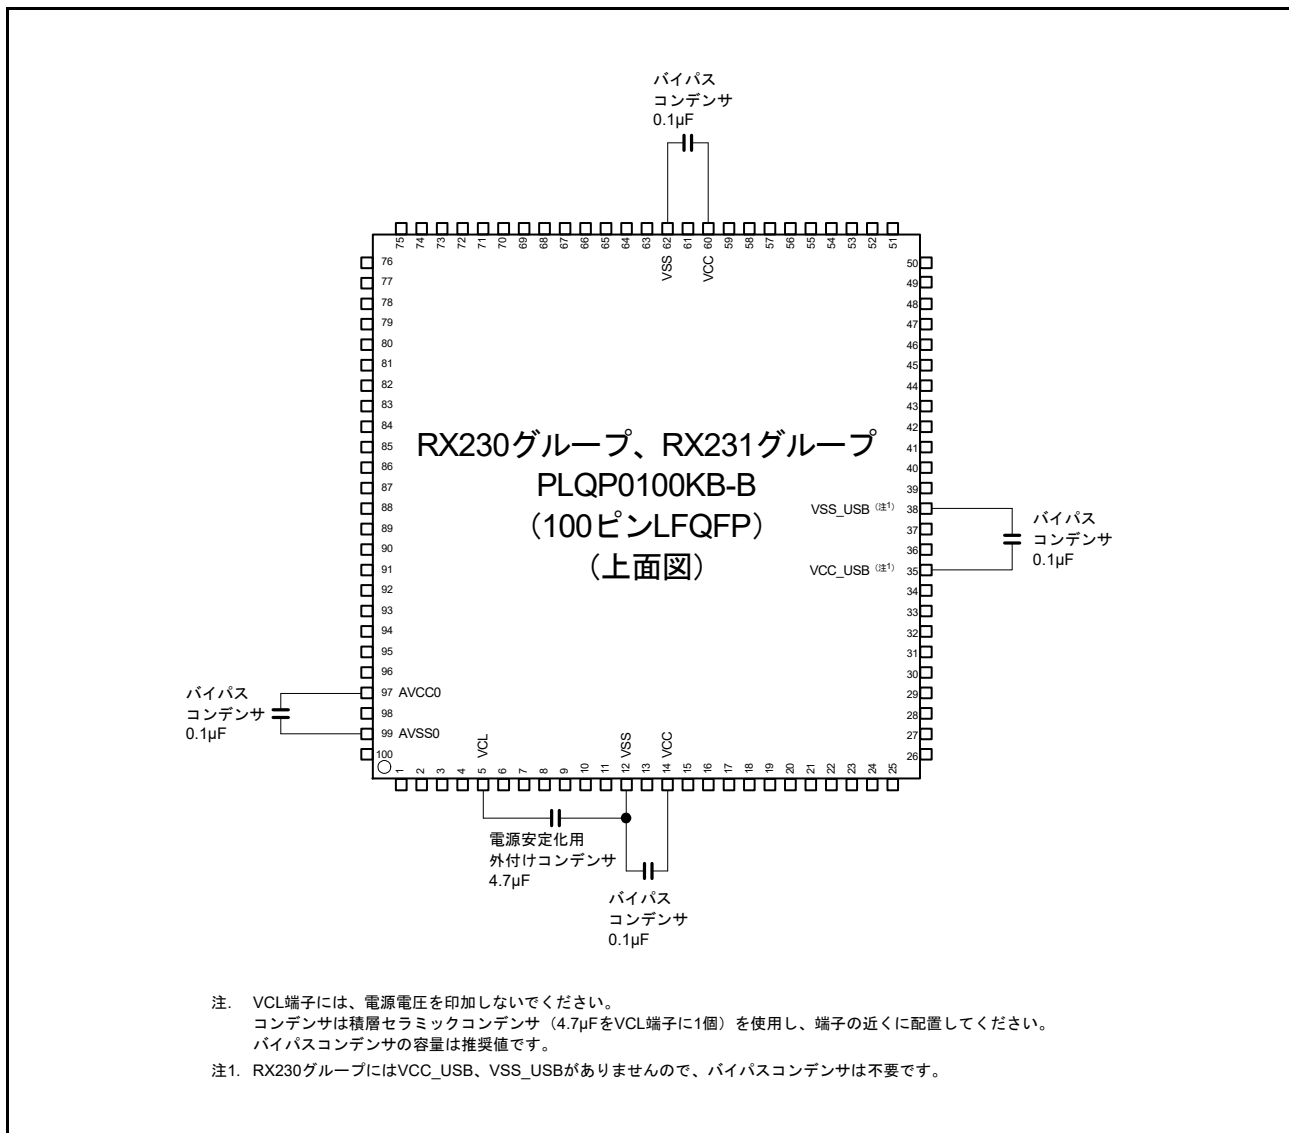 バイパス
コンデンサ
0.1µF
75 74 73 72 71 70 69 68 67 66 65 64 63 62 61 60 59 58 57 56 55 54 53 52 51
VSS
VCC
76
77
78
79
80
81
82
83
84
85
86
87
88
89
90
91
92
93
94
95
96
97 AVCC0
98
99 AVSS0
100
50
49
48
47
46
45
44
43
42
41
40
39
VSS_USB (注1) 38
37
36
VCC_USB (注1) 35
34
33
32
31
30
29
28
27
26
RX230グループ、RX231グループ
PLQP0100KB-B
(100ピンLFQFP)
(上面図)
バイパス
コンデンサ
0.1µF
バイパス
コンデンサ
0.1µF
VCL
VSS
VCC
1 2 3 4 5 6 7 8 9 10 11 12 13 14 15 16 17 18 19 20 21 22 23 24 25
電源安定化用
外付けコンデンサ
4.7µF
バイパス
コンデンサ
0.1µF
注. VCL端子には、電源電圧を印加しないでください。
コンデンサは積層セラミックコンデンサ(4.7µFをVCL端子に1個)を使用し、端子の近くに配置してください。
バイパスコンデンサの容量は推奨値です。
注1. RX230グループにはVCC_USB、VSS_USBがありませんので、バイパスコンデンサは不要です。